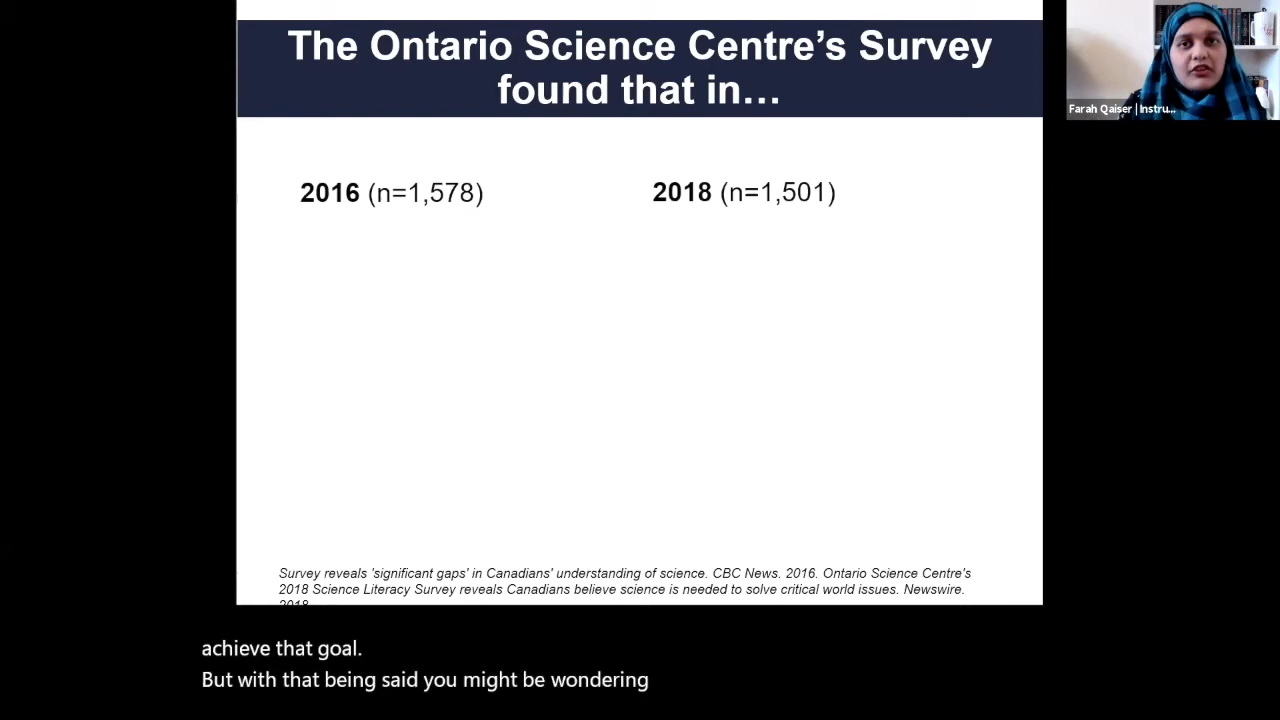 The Ontario Science Centre's Survey
found that in…
Farah Qaiser | Instru...
2016 (n=1,578)
2018 (n=1,501)
Survey reveals 'significant gaps' in Canadians' understanding of science. CBC News. 2016. Ontario Science Centre's
2018 Science Literacy Survey reveals Canadians believe science is needed to solve critical world issues. Newswire.
2018.
achieve that goal.
But with that being said you might be wondering